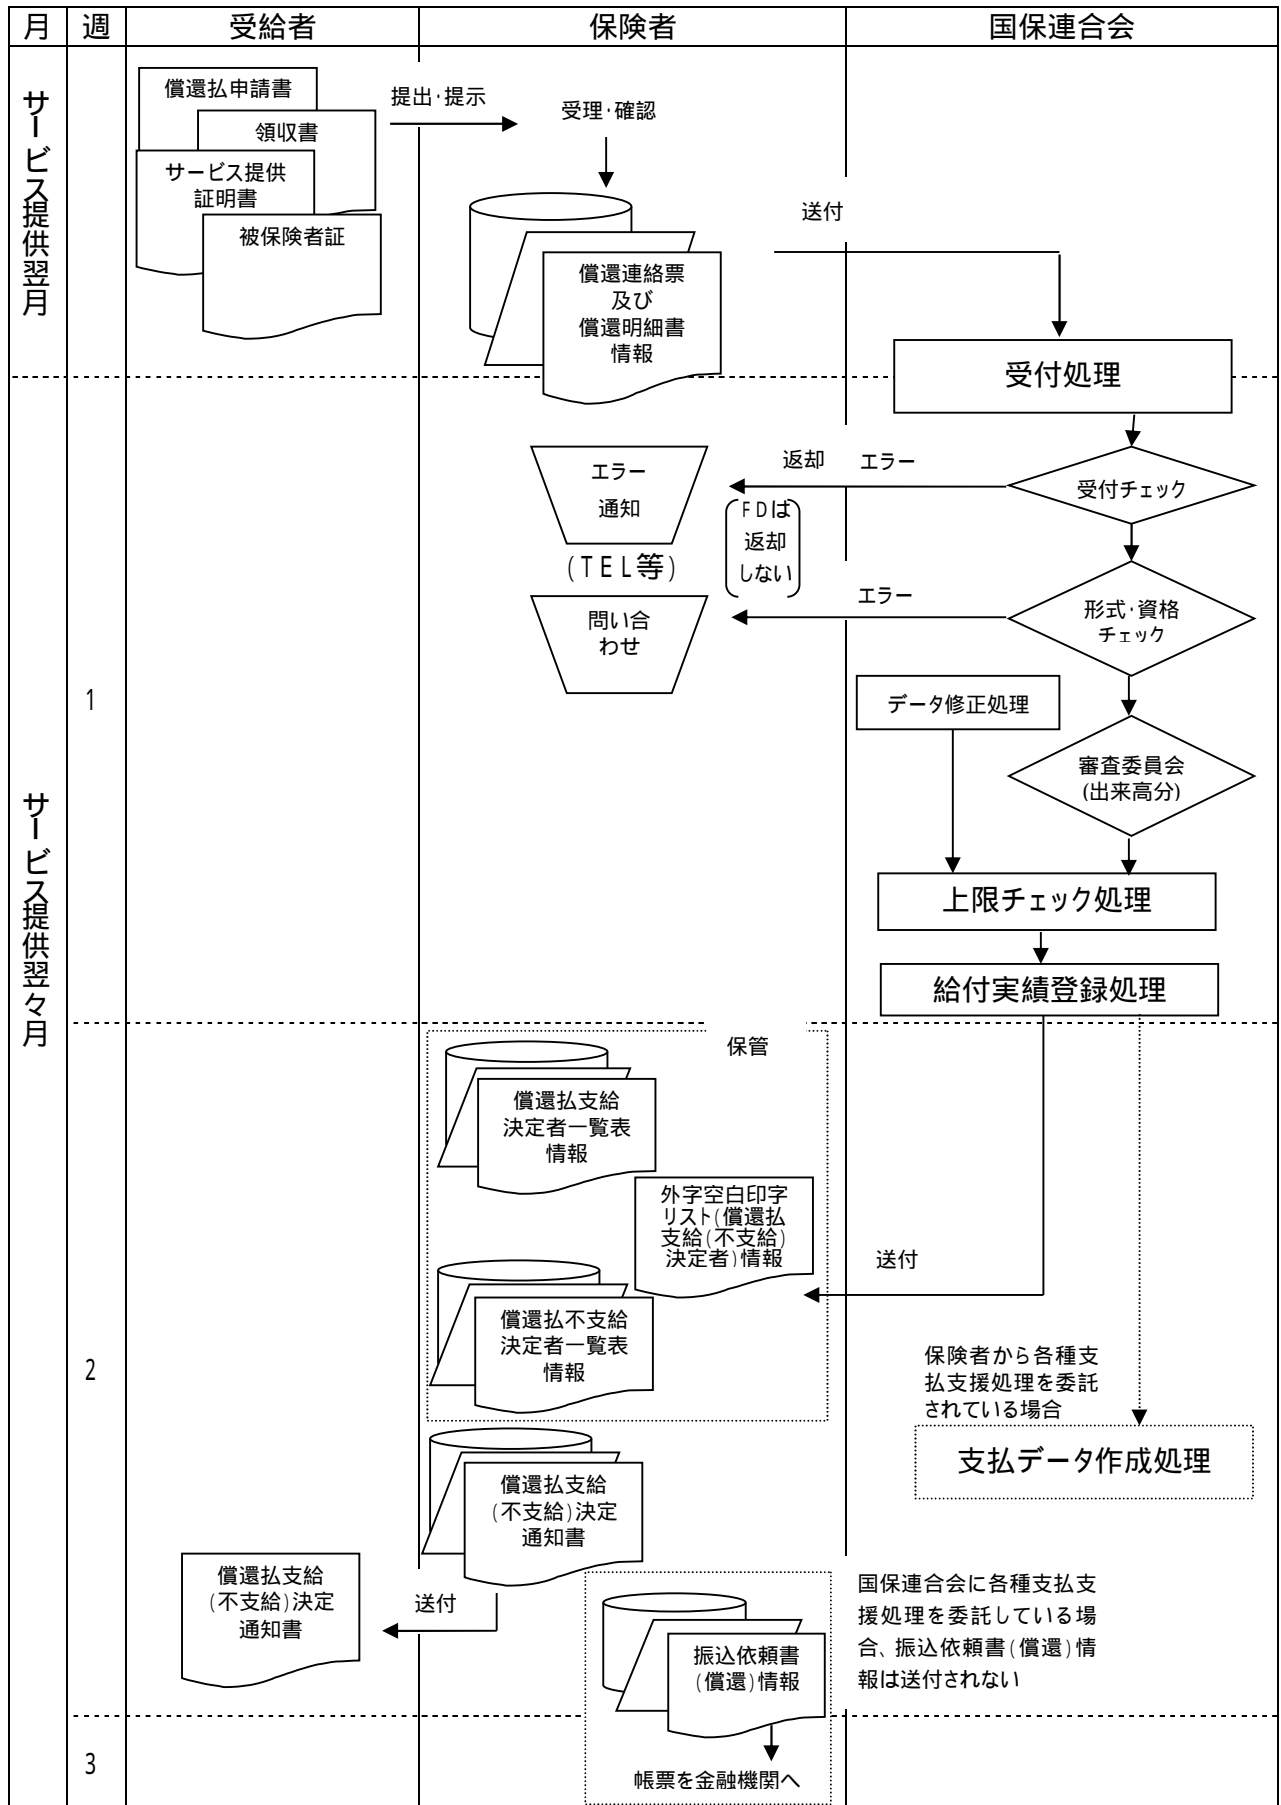 月
週
受給者
保険者
国保連合会
サービス提供翌月
償還払申請書
領収書
サービス提供
証明書
被保険者証
提出・提示
受理・確認
償還連絡票
及び
償還明細書
情報
送付
受付処理
サービス提供翌々月
1
受付チェック
エラー
返却
エラー
通知
(TEL等)
FDは
返却
しない
形式・資格
チェック
エラー
問い合
わせ
データ修正処理
審査委員会
(出来高分)
上限チェック処理
給付実績登録処理
2
保管
償還払支給
決定者一覧表
情報
外字空白印字
リスト(償還払
支給(不支給)
決定者)情報
送付
償還払不支給
決定者一覧表
情報
保険者から各種支
払支援処理を委託
されている場合
支払データ作成処理
償還払支給
(不支給)決定
通知書
送付
償還払支給
(不支給)決定
通知書
国保連合会に各種支払支
援処理を委託している場
合、振込依頼書(償還)情
報は送付されない
振込依頼書
(償還)情報
3
帳票を金融機関へ